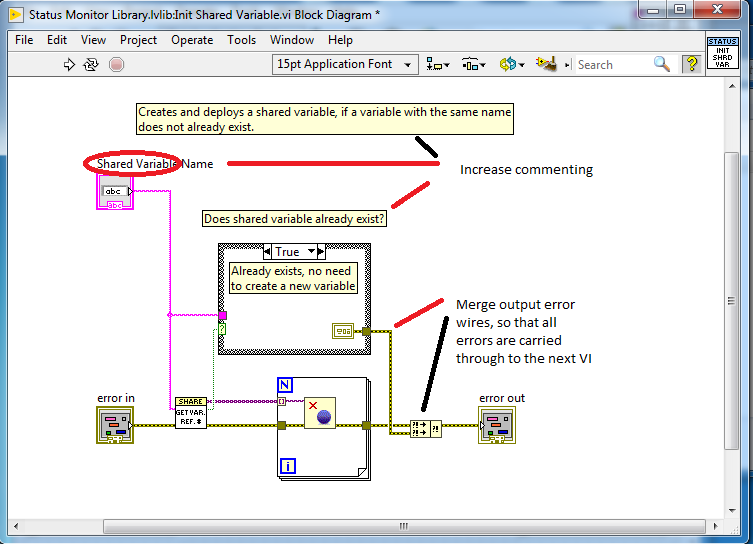 Status Monitor Library.lvlib:Init Shared Variable.vi Block Diagram *
File Edit View Project Operate Tools Window Help
15pt Application Font
Search
?
STATUS
INIT
SHRD
VAR
Creates and deploys a shared variable, if a variable with the same name
does not already exist.
Shared Variable Name
abc
abc
Increase commenting
Does shared variable already exist?
True
Already exists, no need
to create a new variable
?
Merge output error
wires, so that all
errors are carried
through to the next VI
error in
SHARE
GET VAR.
REF. #
N
i
?!
?!
?!
error out